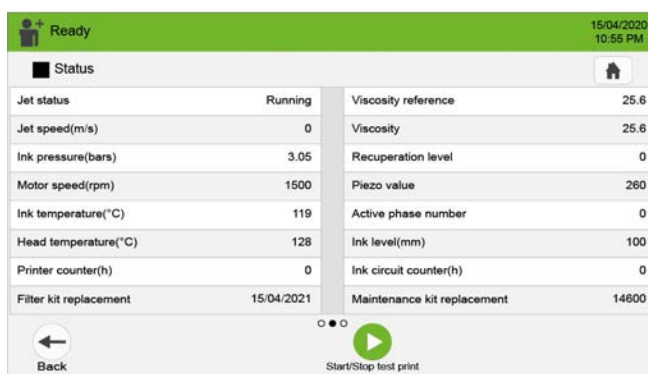 Ready
15/04/2020
10:55 PM
Status
Jet status Running Viscosity reference 25.6
Jet speed(m/s) 0 Viscosity 25.6
Ink pressure(bars) 3.05 Recuperation level 0
Motor speed(rpm) 1500 Piezo value 260
Ink temperature(°C) 119 Active phase number 0
Head temperature(°C) 128 Ink level(mm) 100
Printer counter(h) 0 Ink circuit counter(h) 0
Filter kit replacement 15/04/2021 Maintenance kit replacement 14600
Back Start/Stop test print